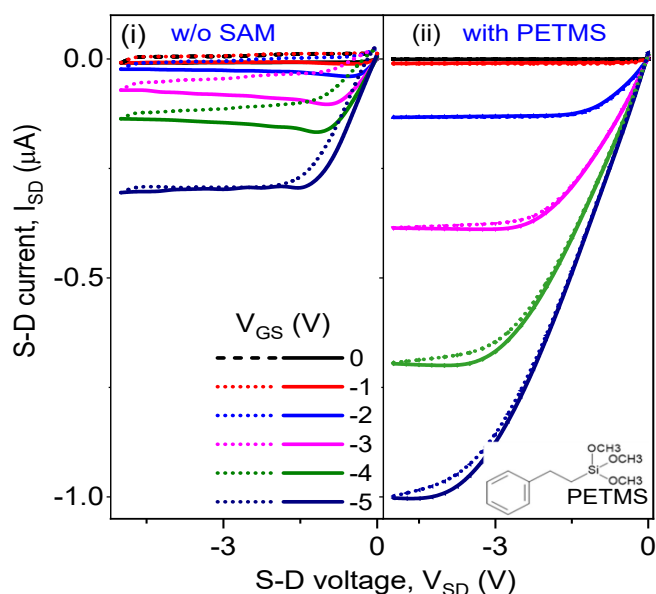 (i) w/o SAM
(ii) with PETMS
0.0
-0.5
-1.0
S-D current, I_SD (μA)
V_GS (V)
0
-1
-2
-3
-4
-5
OCH3
Si
OCH3
OCH3
PETMS
-3
0
-3
0
S-D voltage, V_SD (V)